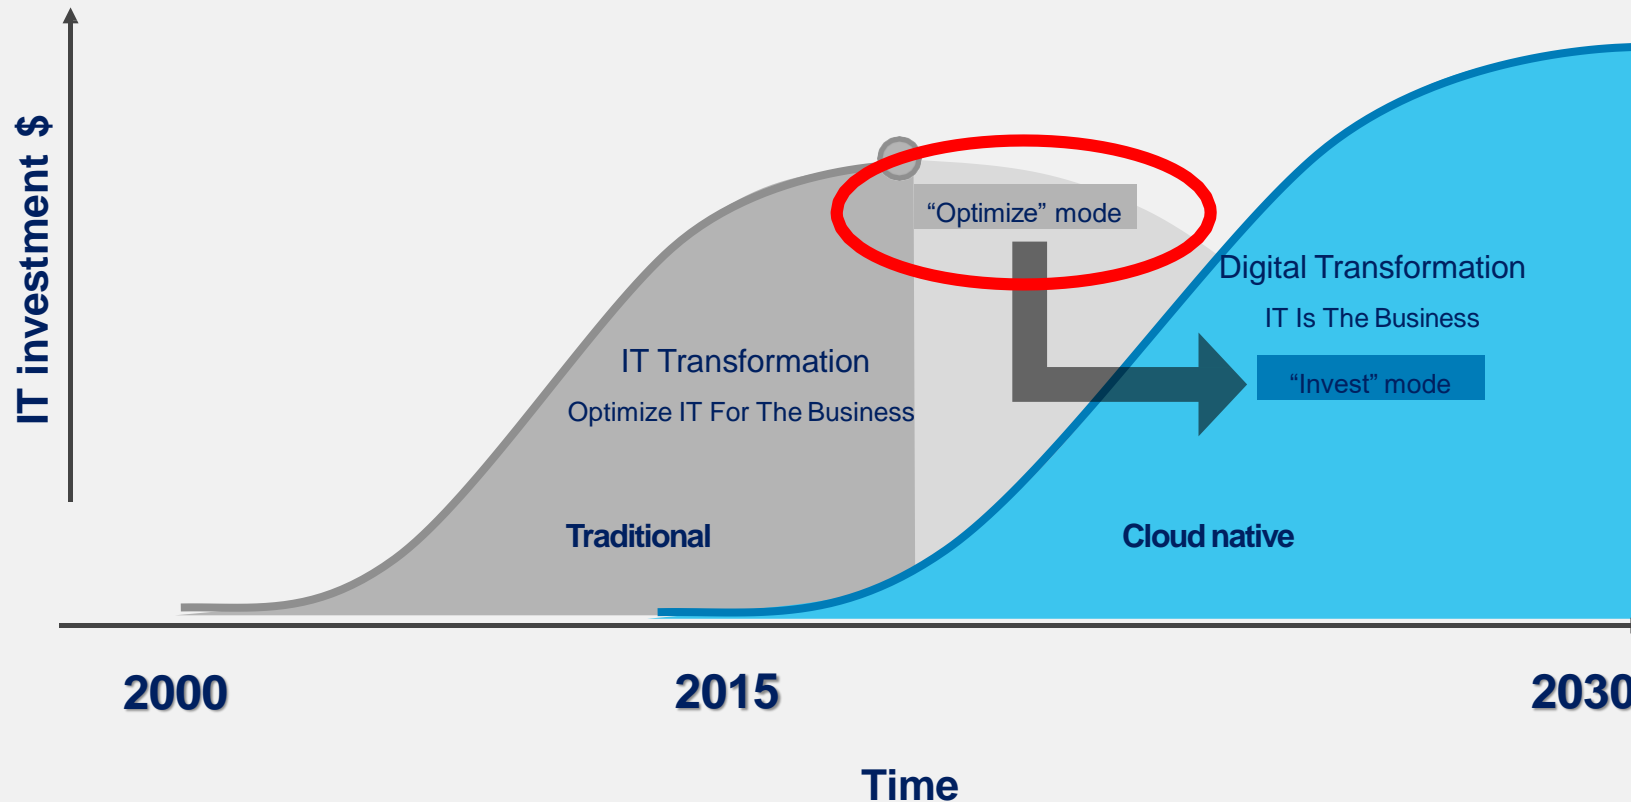 IT investment $
“Optimize” mode
Digital Transformation
IT Is The Business
“Invest” mode
IT Transformation
Optimize IT For The Business
Traditional
Cloud native
2000
2015
2030
Time